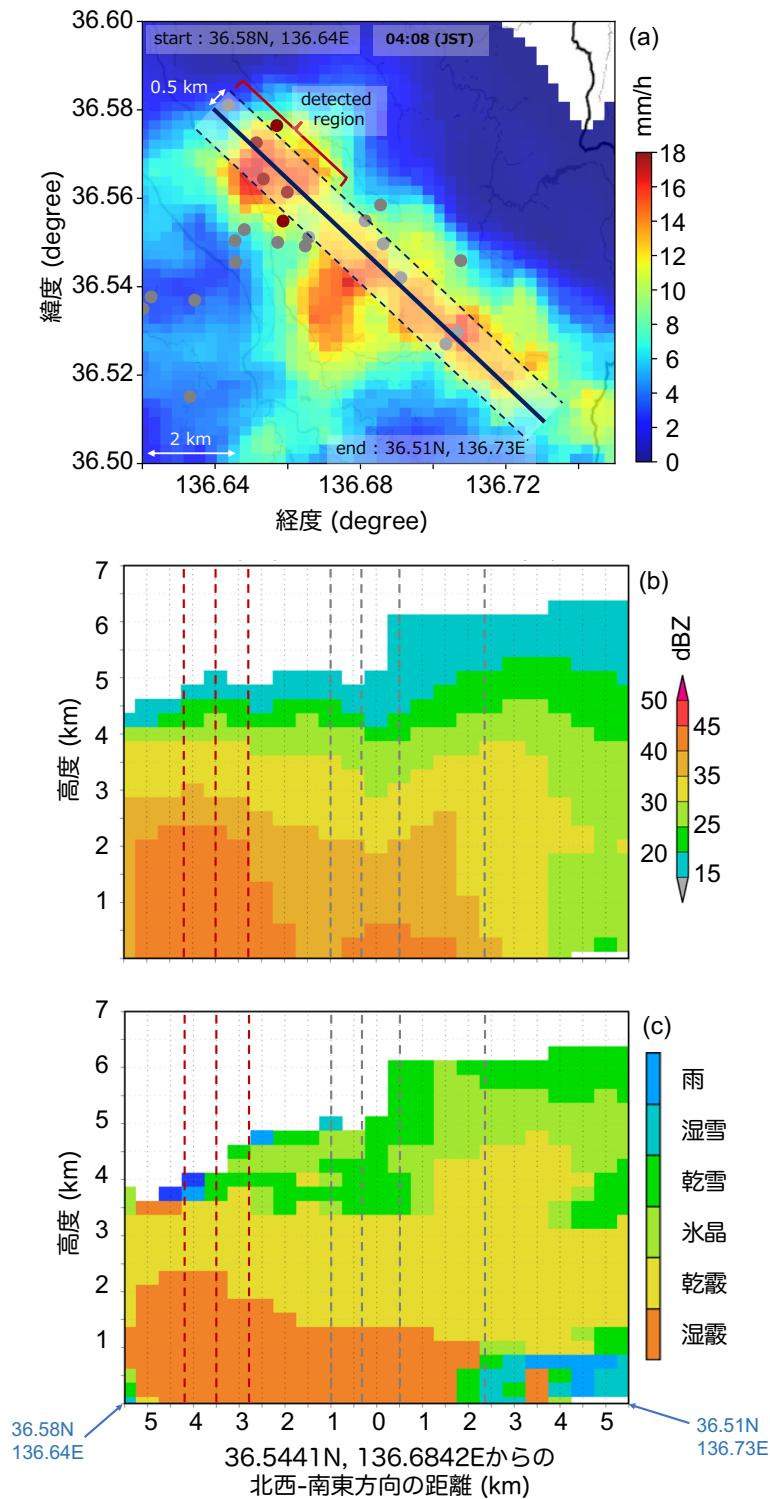 36.60
36.58
36.56
36.54
36.52
36.50
緯度 (degree)
start : 36.58N, 136.64E
04:08 (JST)
(a)
0.5 km
detected
region
2 km
end : 36.51N, 136.73E
136.64
136.68
136.72
経度 (degree)
mm/h
18
16
14
12
10
8
6
4
2
0
7
6
5
4
3
2
1
高度 (km)
(b)
dBZ
50
45
40
35
30
25
20
15
7
6
5
4
3
2
1
高度 (km)
(c)
雨
湿雪
乾雪
氷晶
乾霰
湿霰
5 4 3 2 1 0 1 2 3 4 5
36.58N
136.64E
36.51N
136.73E
36.5441N, 136.6842Eからの
北西-南東方向の距離 (km)